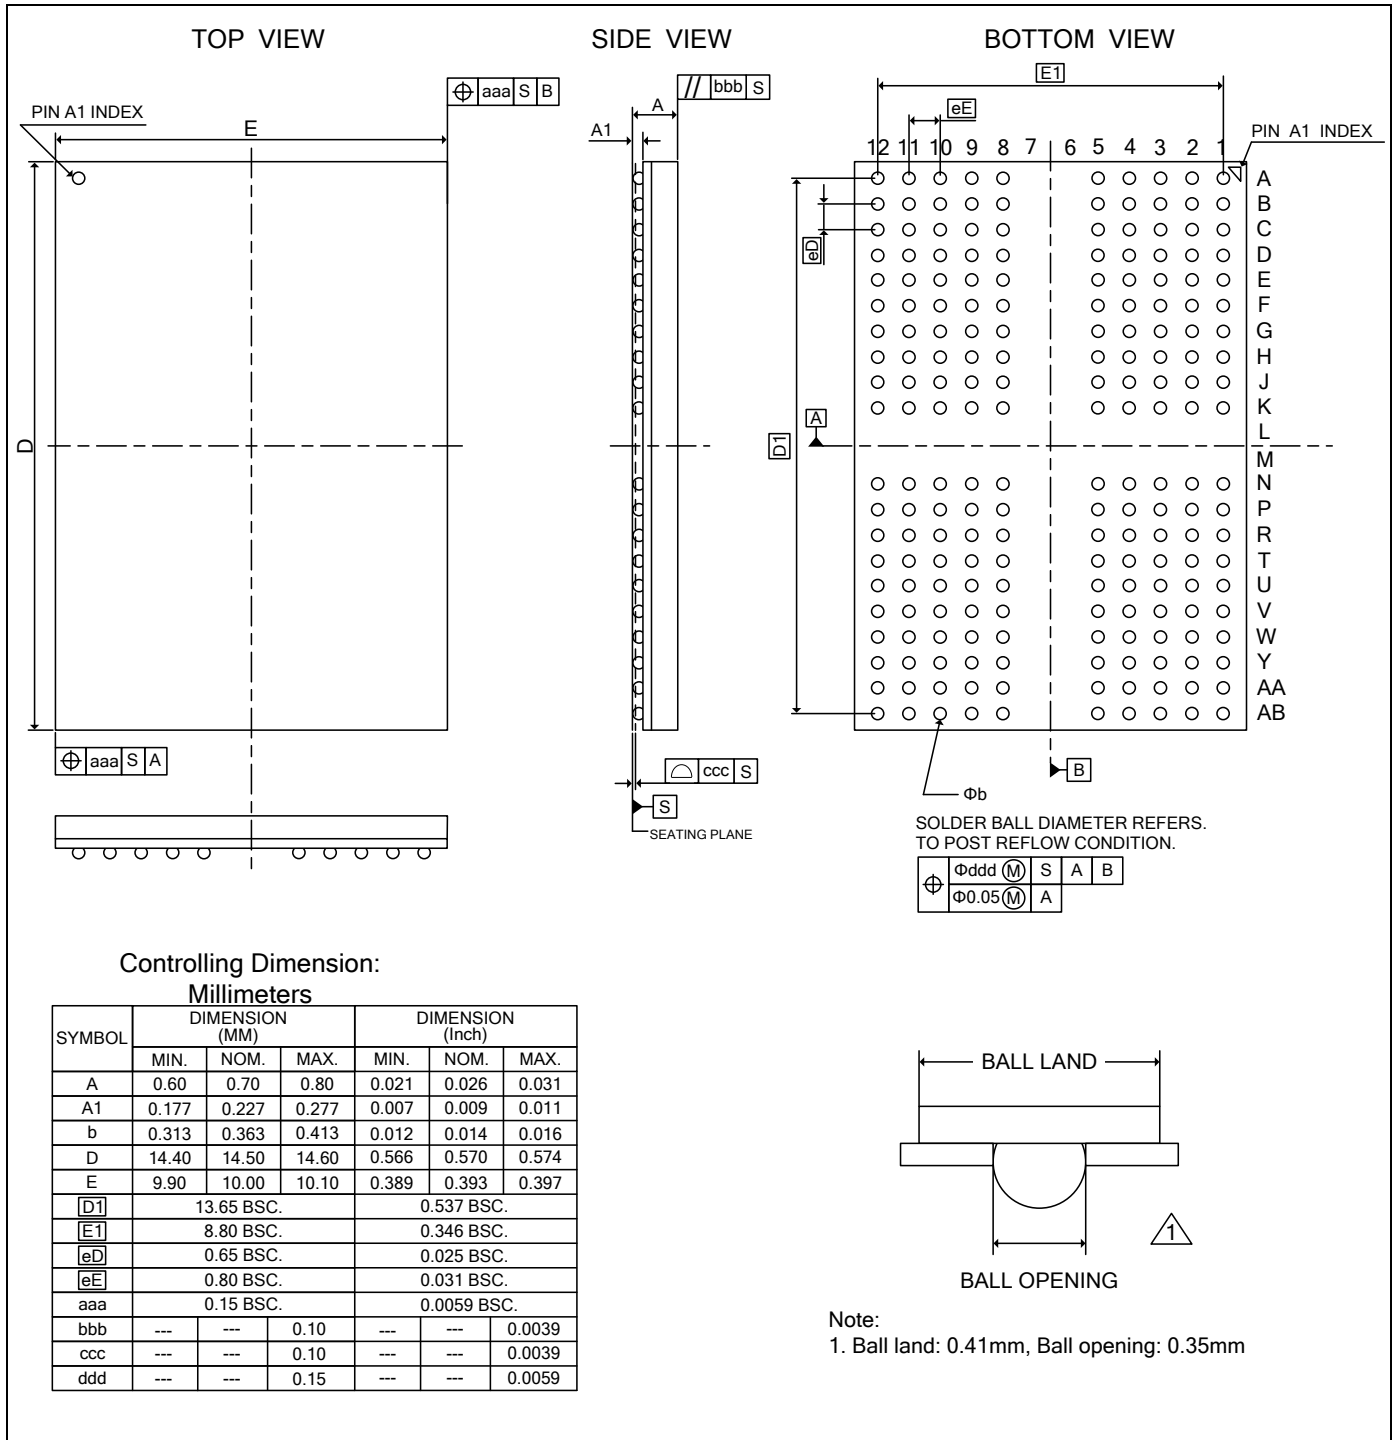 TOP VIEW
SIDE VIEW
BOTTOM VIEW
aaa S B
bbb S
E1
PIN A1 INDEX
E
A
A1
eE
PIN A1 INDEX
12 11 10 9 8 7 6 5 4 3 2 1
A
B
C
D
E
F
G
H
J
K
L
M
N
P
R
T
U
V
W
Y
AA
AB
eD
D
D1
A
aaa S A
ccc S
S
SEATING PLANE
B
Φb
SOLDER BALL DIAMETER REFERS.
TO POST REFLOW CONDITION.
Φddd M S A B
Φ0.05 M A
Controlling Dimension:
Millimeters
SYMBOL DIMENSION (MM) DIMENSION (Inch)
MIN. NOM. MAX. MIN. NOM. MAX.
A 0.60 0.70 0.80 0.021 0.026 0.031
A1 0.177 0.227 0.277 0.007 0.009 0.011
b 0.313 0.363 0.413 0.012 0.014 0.016
D 14.40 14.50 14.60 0.566 0.570 0.574
E 9.90 10.00 10.10 0.389 0.393 0.397
D1 13.65 BSC. 0.537 BSC.
E1 8.80 BSC. 0.346 BSC.
eD 0.65 BSC. 0.025 BSC.
eE 0.80 BSC. 0.031 BSC.
aaa 0.15 BSC. 0.0059 BSC.
bbb --- --- 0.10 --- --- 0.0039
ccc --- --- 0.10 --- --- 0.0039
ddd --- --- 0.15 --- --- 0.0059
BALL LAND
1
BALL OPENING
Note:
1. Ball land: 0.41mm, Ball opening: 0.35mm